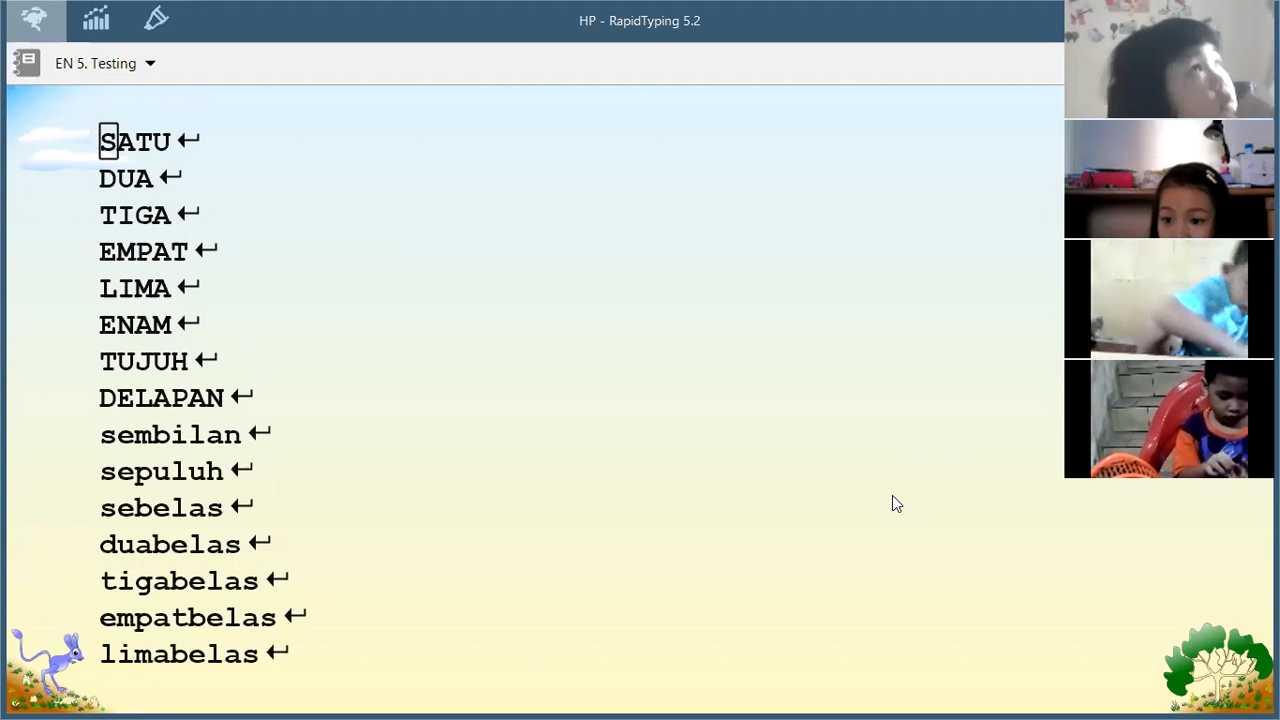 HP - RapidTyping 5.2
EN 5. Testing
SATU
DUA
TIGA
EMPAT
LIMA
ENAM
TUJUH
DELAPAN
sembilan
sepuluh
sebelas
duabelas
tigabelas
empatbelas
limabelas